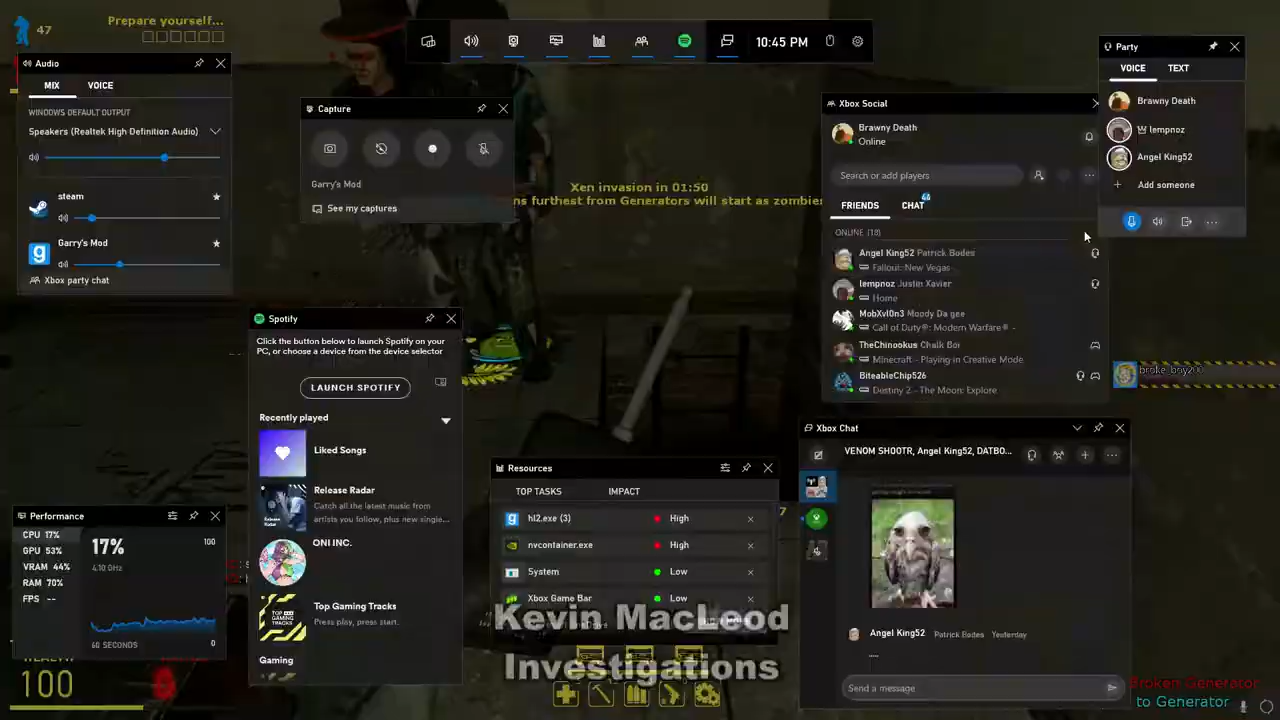 47
Prepare yourself...
10:45 PM
Audio
MIX
VOICE
WINDOWS DEFAULT OUTPUT
Speakers (Realtek High Definition Audio)
steam
Garry's Mod
Xbox party chat
Capture
Garry's Mod
See my captures
Xen invasion in 01:50
ns furthest from Generators will start as zombie
Xbox Social
Brawny Death
Online
Search or add players
FRIENDS
CHAT
46
ONLINE (18)
Angel King52 Patrick Bodes
Fallout: New Vegas
lempnoz Justin Xavier
Home
MobXvl0n3 Moody Da gee
Call of Duty®: Modern Warfare® -
TheChinookus Chalk Boi
Minecraft - Playing in Creative Mode
BiteableChip526
Destiny 2 - The Moon: Explore
Party
VOICE
TEXT
Brawny Death
lempnoz
Angel King52
Add someone
broke_boy200
Spotify
Click the button below to launch Spotify on your
PC, or choose a device from the device selector
LAUNCH SPOTIFY
Recently played
Liked Songs
Release Radar
Catch all the latest music from
artists you follow, plus new single...
ONI INC.
Top Gaming Tracks
Press play, press start.
Gaming
Performance
CPU 17%
GPU 53%
VRAM 44%
RAM 70%
FPS --
17%
4.10 GHz
100
60 SECONDS
0
HEALTH
100
Resources
TOP TASKS
IMPACT
hl2.exe (3)
High
nvcontainer.exe
High
System
Low
Xbox Game Bar
Low
Kevin MacLeod
Investigations
Xbox Chat
VENOM SHOOTR, Angel King52, DATBO...
Angel King52 Patrick Bodes Yesterday
....
Send a message
Broken Generator
to Generator